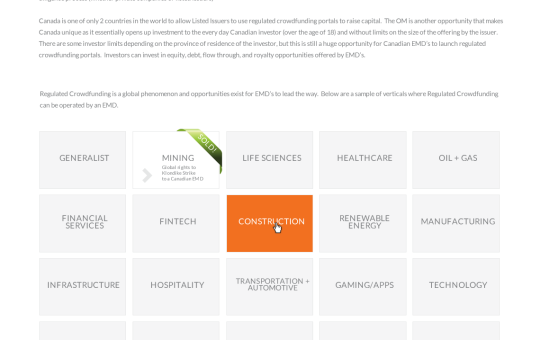 Canada is one of only 2 countries in the world to allow Listed Issuers to use regulated crowdfunding portals to raise capital. The OM is another opportunity that makes
Canada unique as it essentially opens up investment to the every day Canadian investor (over the age of 18) and without limits on the size of the offering by the issuer.
There are some investor limits depending on the province of residence of the investor, but this is still a huge opportunity for Canadian EMD's to launch regulated
crowdfunding portals. Investors can invest in equity, debt, flow through, and royalty opportunities offered by EMD's.
Regulated Crowdfunding is a global phenomenon and opportunities exist for EMD's to lead the way. Below are a sample of verticals where Regulated Crowdfunding
can be operated by an EMD.
GENERALIST
MINING
Global rights to
Klondike Strike
to a Canadian EMD
SOLD!
LIFE SCIENCES
HEALTHCARE
OIL + GAS
FINANCIAL
SERVICES
FINTECH
CONSTRUCTION
RENEWABLE
ENERGY
MANUFACTURING
INFRASTRUCTURE
HOSPITALITY
TRANSPORTATION +
AUTOMOTIVE
GAMING/APPS
TECHNOLOGY